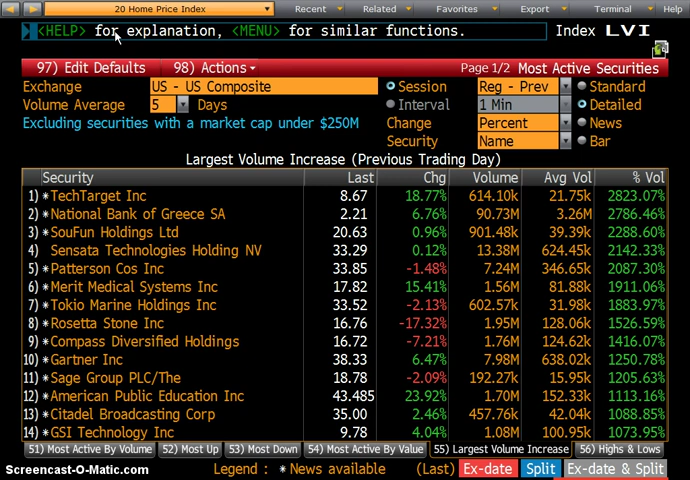 20 Home Price Index Recent Related Favorites Export Terminal Help
<HELP> for explanation, <MENU> for similar functions. Index LVI
97) Edit Defaults 98) Actions Page 1/2 Most Active Securities
Exchange US - US Composite Session Reg - Prev Standard
Volume Average 5 Days Interval 1 Min Detailed
Excluding securities with a market cap under $250M Change Percent News
Security Name Bar
Largest Volume Increase (Previous Trading Day)
Security Last Chg Volume Avg Vol % Vol
1) *TechTarget Inc 8.67 18.77% 614.10k 21.75k 2823.07%
2) *National Bank of Greece SA 2.21 6.76% 90.73M 3.26M 2786.46%
3) *SouFun Holdings Ltd 20.63 0.96% 901.48k 39.39k 2288.60%
4) Sensata Technologies Holding NV 33.29 0.12% 13.38M 624.45k 2142.33%
5) *Patterson Cos Inc 33.85 -1.48% 7.24M 346.65k 2087.30%
6) *Merit Medical Systems Inc 17.82 15.41% 1.56M 81.88k 1911.06%
7) *Tokio Marine Holdings Inc 33.52 -2.13% 602.57k 31.98k 1883.97%
8) *Rosetta Stone Inc 16.76 -17.32% 1.95M 128.06k 1526.59%
9) *Compass Diversified Holdings 16.72 -7.21% 1.76M 124.62k 1416.07%
10) *Gartner Inc 38.33 6.47% 7.98M 638.02k 1250.78%
11) *Sage Group PLC/The 18.78 -2.09% 192.27k 15.95k 1205.63%
12) *American Public Education Inc 43.485 23.92% 1.70M 152.33k 1113.16%
13) *Citadel Broadcasting Corp 35.00 2.46% 457.76k 42.04k 1088.85%
14) *GSI Technology Inc 9.78 4.04% 1.08M 100.95k 1073.95%
51) Most Active By Volume 52) Most Up 53) Most Down 54) Most Active By Value 55) Largest Volume Increase 56) Highs & Lows
Screencast-O-Matic.com Legend : *News available (Last) Ex-date Split Ex-date & Split